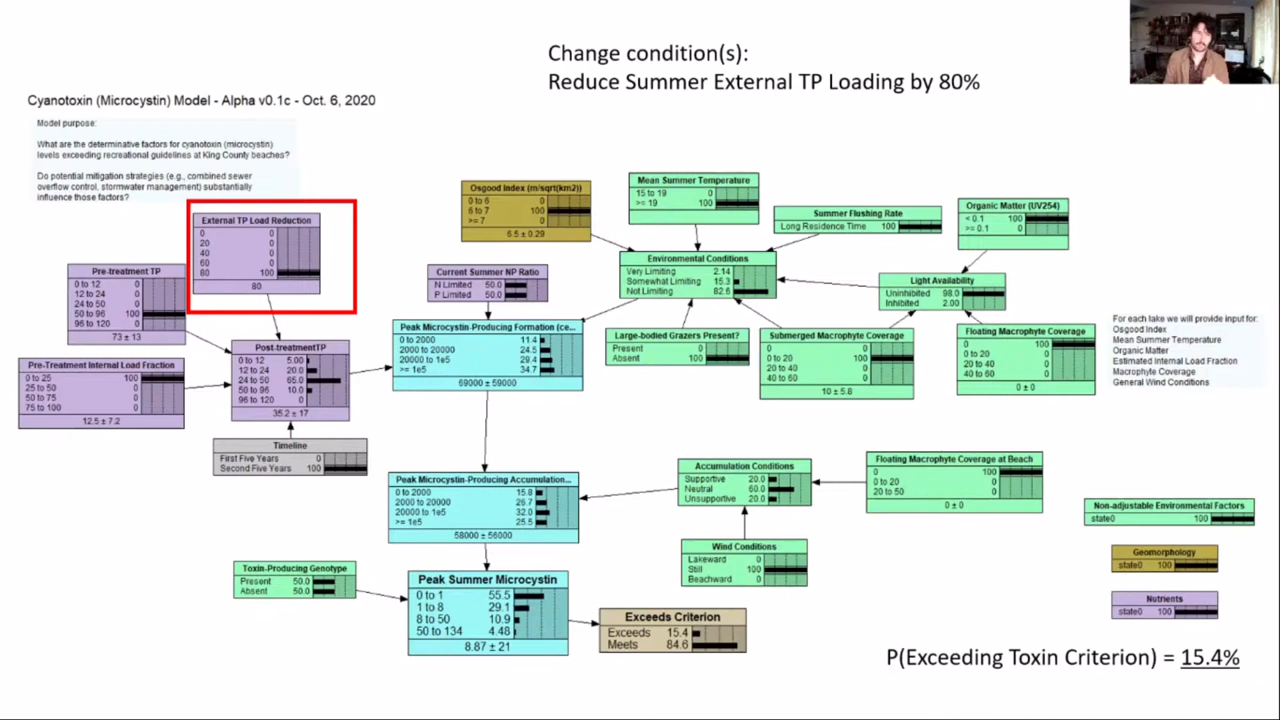 Change condition(s):
Reduce Summer External TP Loading by 80%
Cyanotoxin (Microcystin) Model - Alpha v0.1c - Oct. 6, 2020
Model purpose:
What are the determinative factors for cyanotoxin (microcystin)
levels exceeding recreational guidelines at King County beaches?
Do potential mitigation strategies (e.g., combined sewer
overflow control, stormwater management) substantially
influence those factors?
External TP Load Reduction
0 0
20 0
40 0
60 0
80 100
80
Pre-treatment TP
0 to 12 0
12 to 24 0
24 to 50 0
50 to 96 100
96 to 120 0
73 ± 13
Pre-Treatment Internal Load Fraction
0 to 25 100
25 to 50 0
50 to 75 0
75 to 100 0
12.5 ± 7.2
Post-treatmentTP
0 to 12 5.00
12 to 24 20.0
24 to 50 65.0
50 to 96 10.0
96 to 120 0
35.2 ± 17
Timeline
First Five Years 0
Second Five Years 100
Osgood Index (m/sqrt(km2))
0 to 6 0
6 to 7 100
>= 7 0
6.5 ± 0.29
Current Summer NP Ratio
N Limited 50.0
P Limited 50.0
Mean Summer Temperature
15 to 19 0
>= 19 100
Summer Flushing Rate
Long Residence Time 100
Organic Matter (UV254)
< 0.1 100
>= 0.1 0
Environmental Conditions
Very Limiting 2.14
Somewhat Limiting 15.3
Not Limiting 82.6
Light Availability
Uninhibited 98.0
Inhibited 2.00
Peak Microcystin-Producing Formation (ce...
0 to 2000 11.4
2000 to 20000 24.5
20000 to 1e5 29.4
>= 1e5 34.7
69000 ± 59000
Large-bodied Grazers Present?
Present 0
Absent 100
Submerged Macrophyte Coverage
0 0
0 to 20 100
20 to 40 0
40 to 60 0
10 ± 5.8
Floating Macrophyte Coverage
0 100
0 to 20 0
20 to 40 0
40 to 60 0
0 ± 0
For each lake we will provide input for:
Osgood Index
Mean Summer Temperature
Organic Matter
Estimated Internal Load Fraction
Macrophyte Coverage
General Wind Conditions
Peak Microcystin-Producing Accumulation...
0 to 2000 15.8
2000 to 20000 26.7
20000 to 1e5 32.0
>= 1e5 25.5
58000 ± 56000
Accumulation Conditions
Supportive 20.0
Neutral 60.0
Unsupportive 20.0
Floating Macrophyte Coverage at Beach
0 100
0 to 20 0
20 to 50 0
0 ± 0
Wind Conditions
Lakeward 0
Still 100
Beachward 0
Non-adjustable Environmental Factors
state0 100
Geomorphology
state0 100
Nutrients
state0 100
Toxin-Producing Genotype
Present 50.0
Absent 50.0
Peak Summer Microcystin
0 to 1 55.5
1 to 8 29.1
8 to 50 10.9
50 to 134 4.48
8.87 ± 21
Exceeds Criterion
Exceeds 15.4
Meets 84.6
P(Exceeding Toxin Criterion) = 15.4%